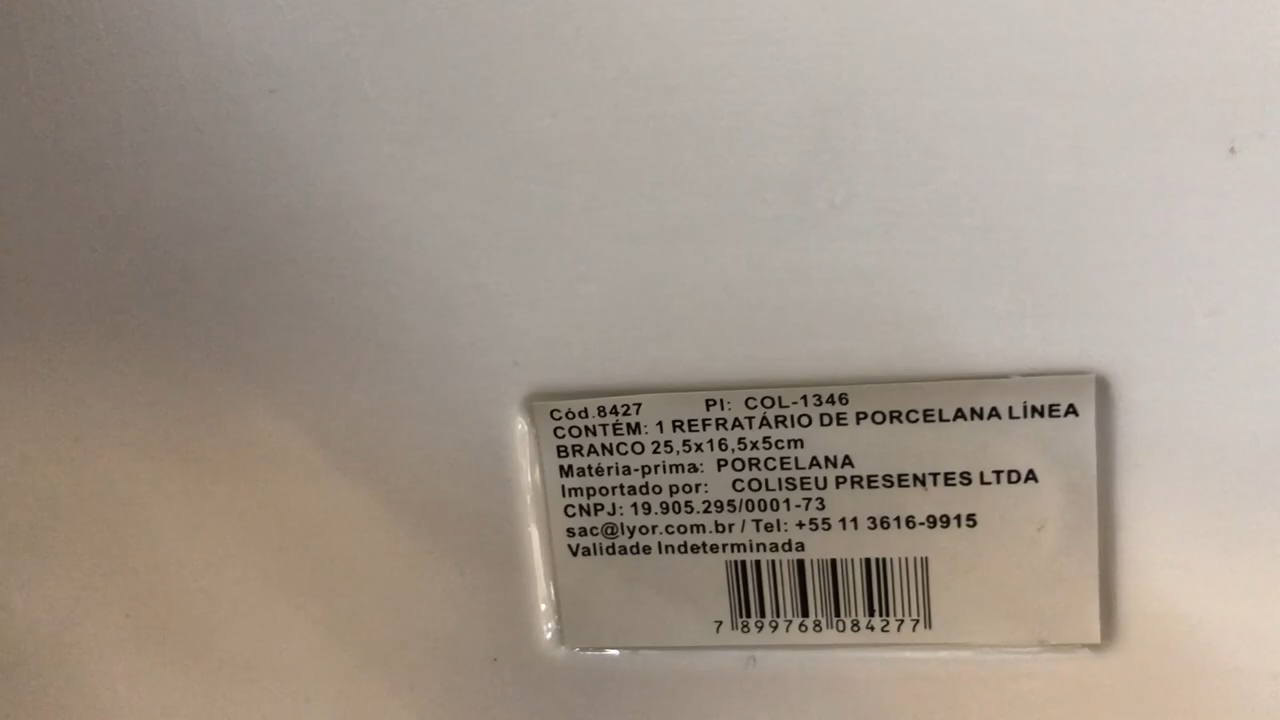 Cód.8427 PI: COL-1346
CONTÉM: 1 REFRATÁRIO DE PORCELANA LÍNEA
BRANCO 25,5x16,5x5cm
Matéria-prima: PORCELANA
Importado por: COLISEU PRESENTES LTDA
CNPJ: 19.905.295/0001-73
sac@lyor.com.br / Tel: +55 11 3616-9915
Validade Indeterminada
7 899768 084277